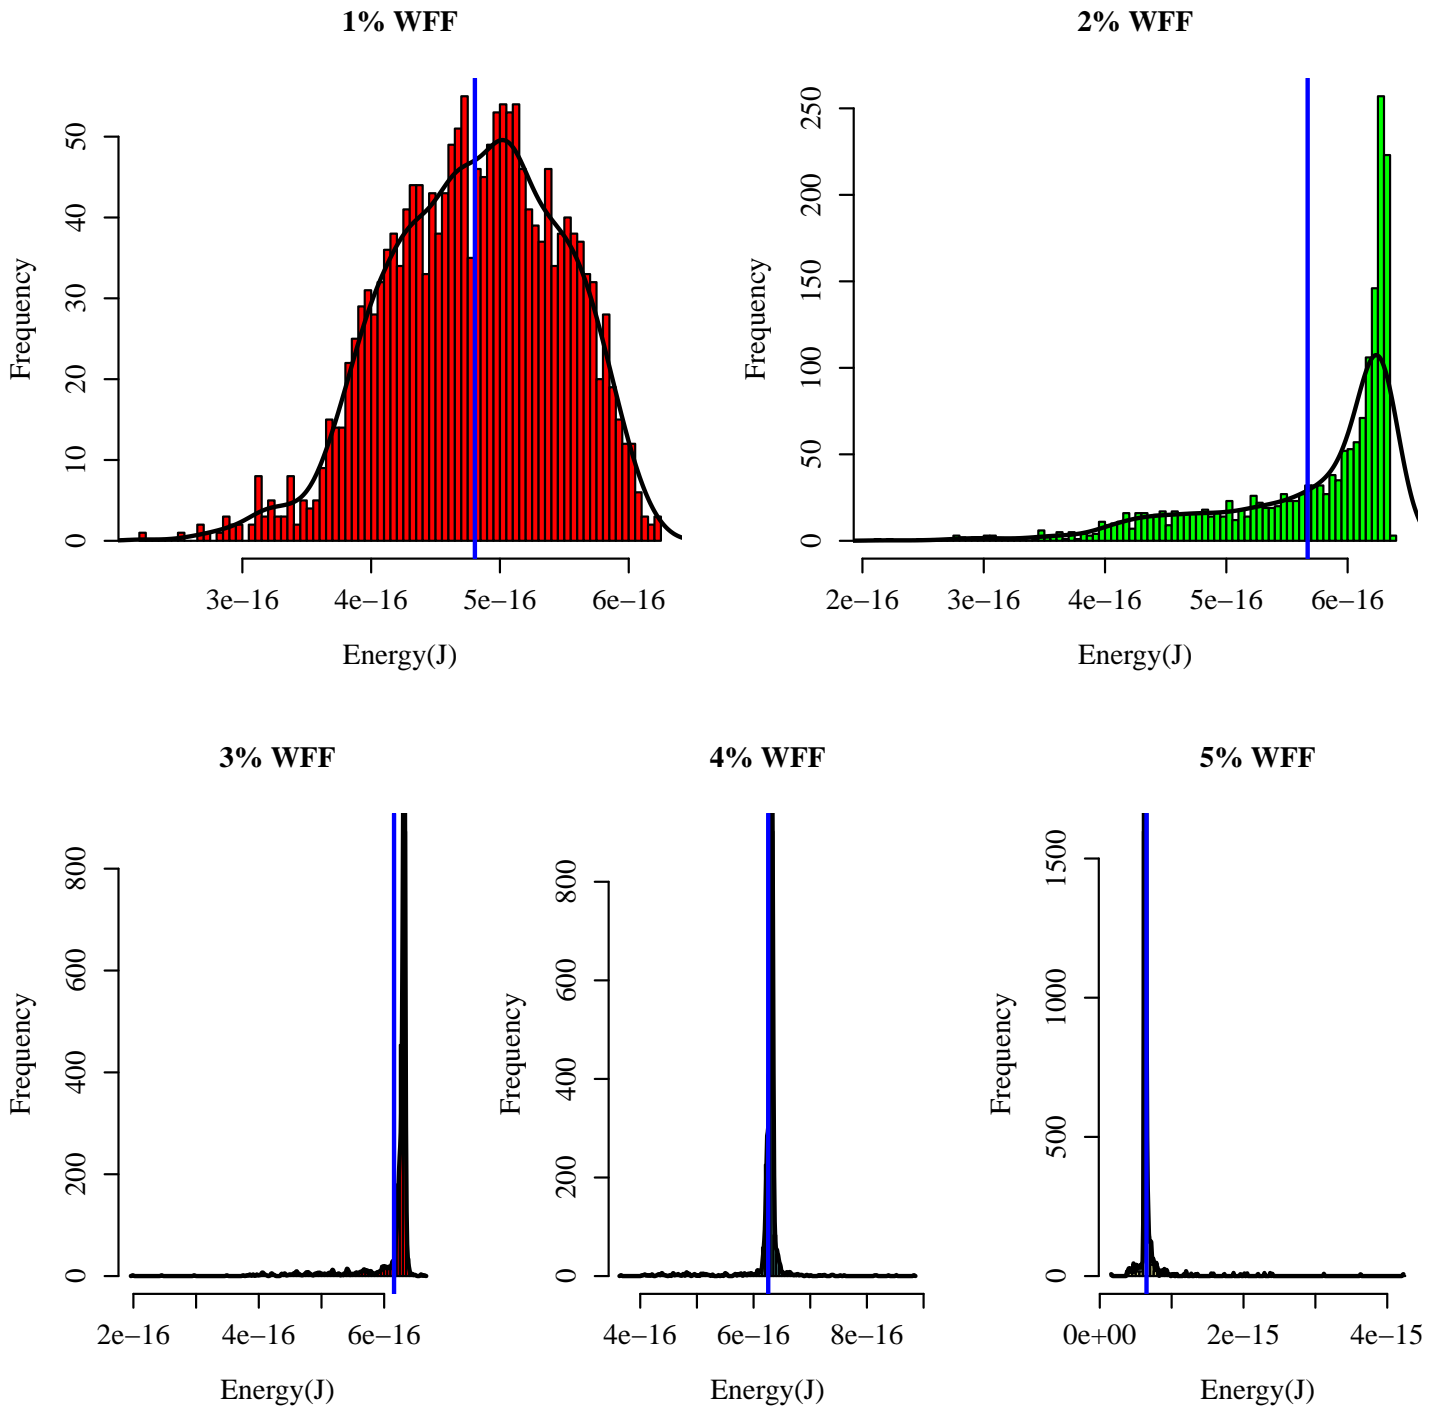 1% WFF
Frequency
0 10 20 30 40 50
3e−16 4e−16 5e−16 6e−16
Energy(J)
2% WFF
Frequency
0 50 100 150 200 250
2e−16 3e−16 4e−16 5e−16 6e−16
Energy(J)
3% WFF
Frequency
0 200 400 600 800
2e−16 4e−16 6e−16
Energy(J)
4% WFF
Frequency
0 200 400 600 800
4e−16 6e−16 8e−16
Energy(J)
5% WFF
Frequency
0 500 1000 1500
0e+00 2e−15 4e−15
Energy(J)